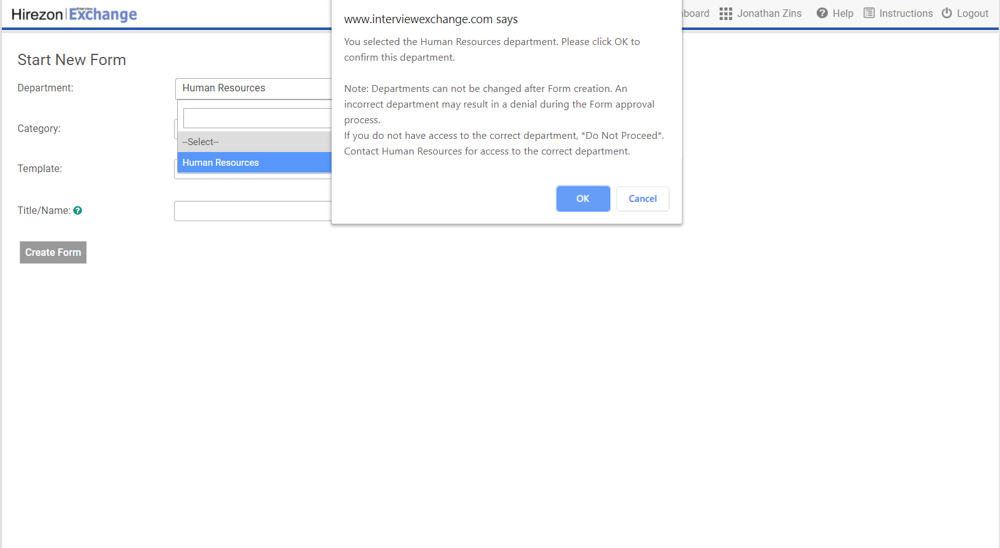 Hirezon Interview Exchange
board Jonathan Zins Help Instructions Logout
www.interviewexchange.com says
You selected the Human Resources department. Please click OK to
confirm this department.
Note: Departments can not be changed after Form creation. An
incorrect department may result in a denial during the Form approval
process.
If you do not have access to the correct department, *Do Not Proceed*.
Contact Human Resources for access to the correct department.
OK Cancel
Start New Form
Department: Human Resources
--Select--
Human Resources
Category:
Template:
Title/Name: ?
Create Form